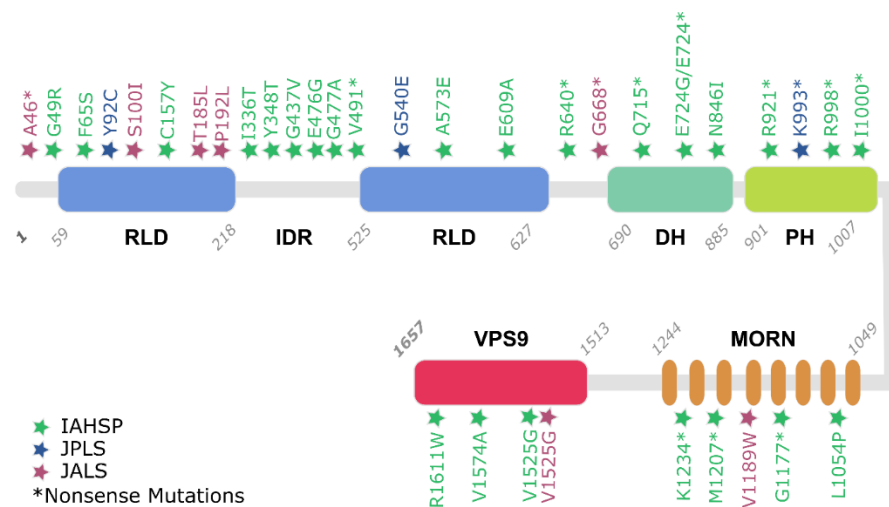 A46*
G49R
F65S
Y92C
S100I
C157Y
T185L
P192L
I336T
Y348T
G437V
E476G
G477A
V491*
G540E
A573E
E609A
R640*
G668*
Q715*
E724G/E724*
N846I
R921*
K993*
R998*
I1000*
1
59
RLD
218
IDR
525
RLD
627
690
DH
885
901
PH
1007
1657
VPS9
1513
1244
MORN
1049
R1611W
V1574A
V1525G
V1525G
K1234*
M1207*
V1189W
G1177*
L1054P
IAHSP
JPLS
JALS
*Nonsense Mutations